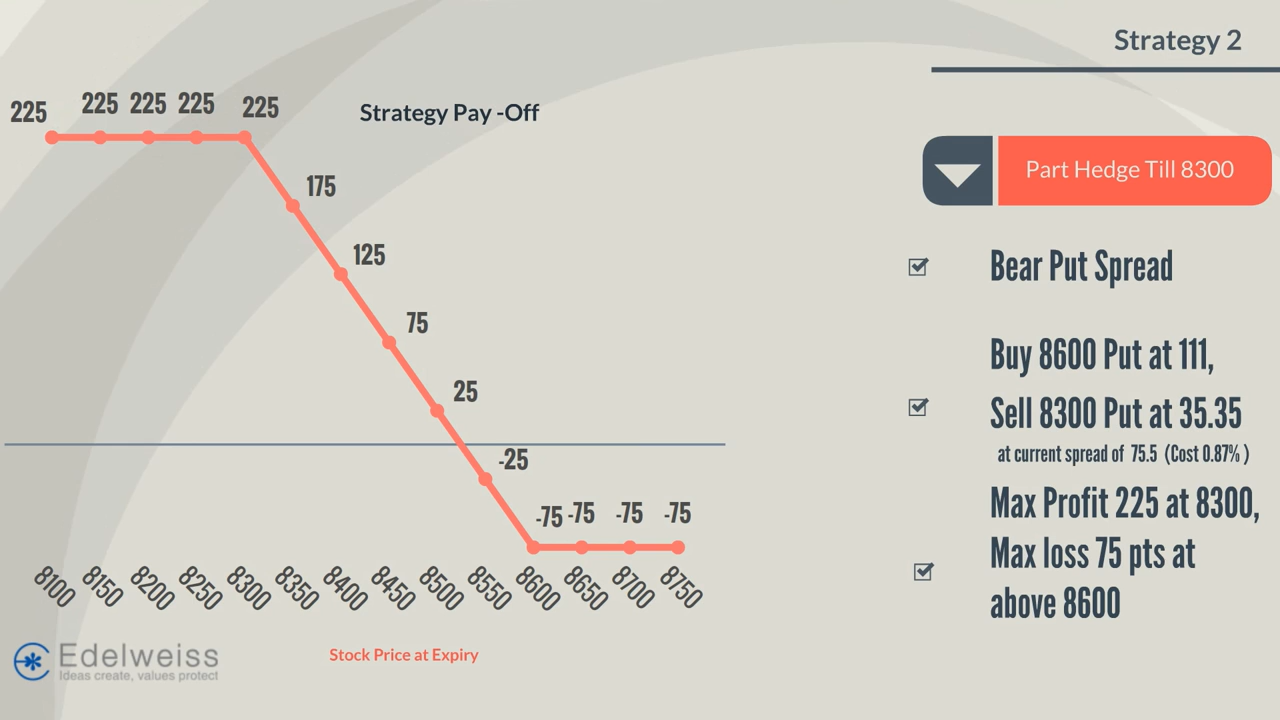 Strategy 2
Strategy Pay -Off
225 225 225 225 225
175
125
75
25
-25
-75 -75 -75 -75
8100 8150 8200 8250 8300 8350 8400 8450 8500 8550 8600 8650 8700 8750
Stock Price at Expiry
Part Hedge Till 8300
Bear Put Spread
Buy 8600 Put at 111,
Sell 8300 Put at 35.35
at current spread of 75.5 (Cost 0.87% )
Max Profit 225 at 8300,
Max loss 75 pts at
above 8600
Edelweiss
Ideas create, values protect